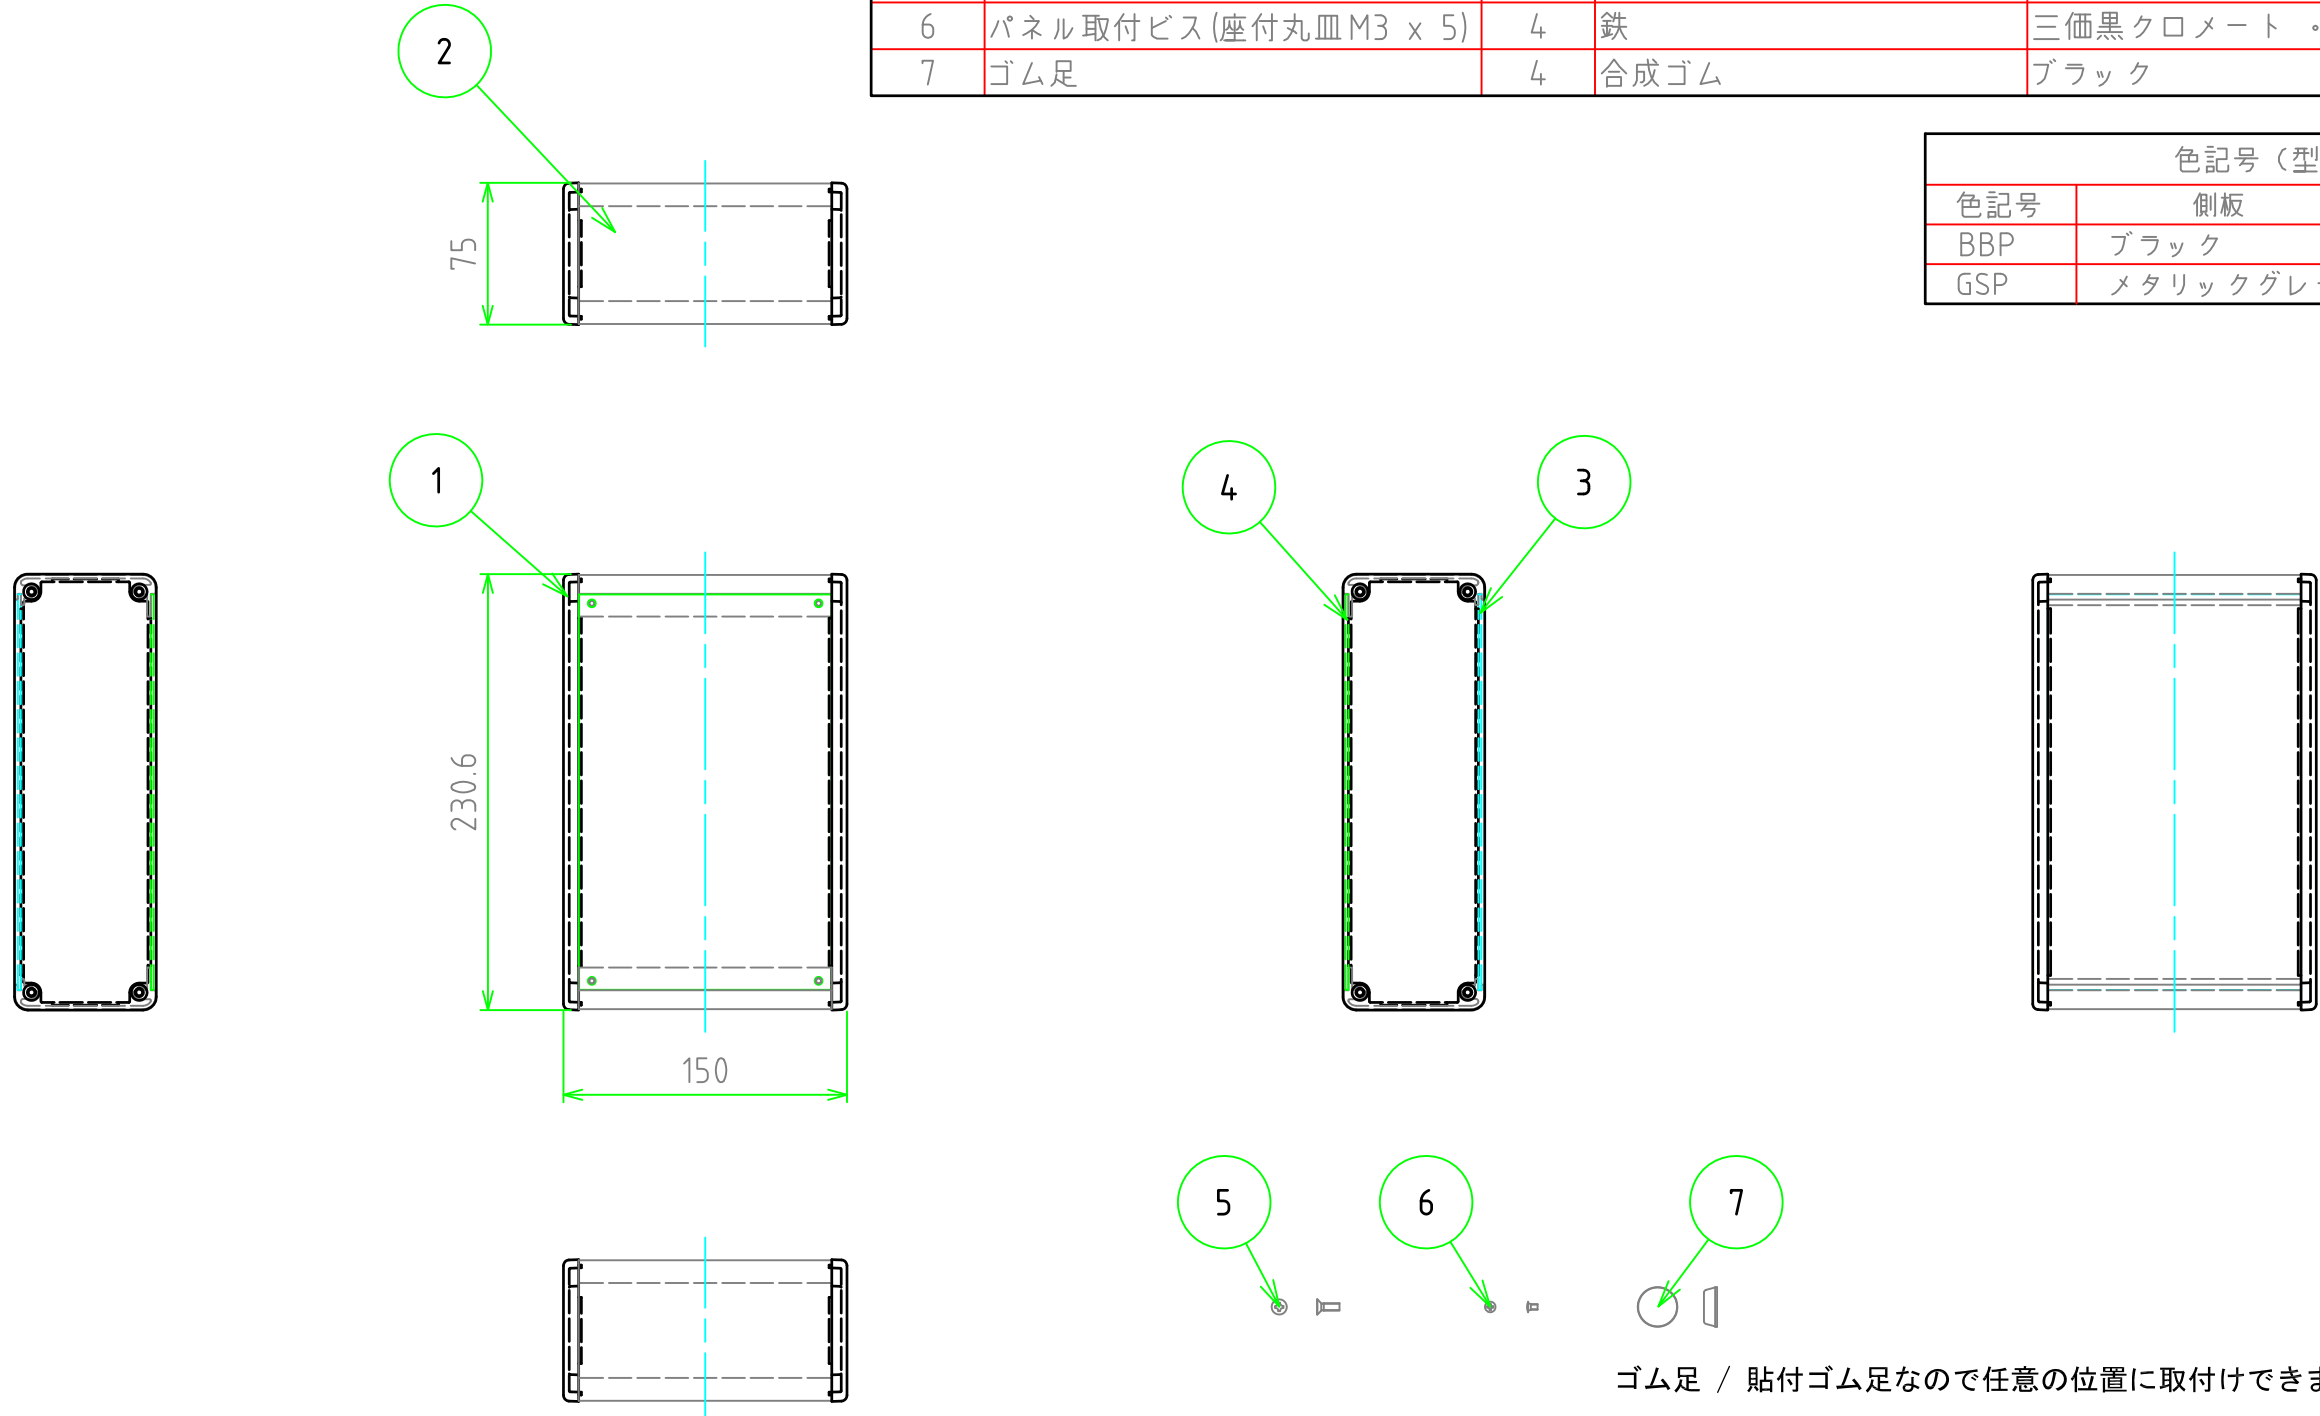 6 パネル取付ビス(座付丸皿M3 x 5) 4 鉄 三価黒クロメート・
7 ゴム足 4 合成ゴム ブラック
2
色記号(型
色記号 側板
BBP ブラック
GSP メタリックグレ
75
1
4
3
230.6
150
5
6
7
ゴム足 / 貼付ゴム足なので任意の位置に取付けできま